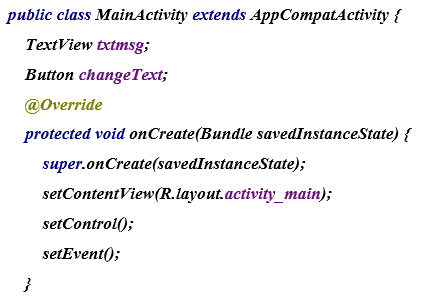 public class MainActivity extends AppCompatActivity {
TextView txtmsg;
Button changeText;
@Override
protected void onCreate(Bundle savedInstanceState) {
super.onCreate(savedInstanceState);
setContentView(R.layout.activity_main);
setControl();
setEvent();
}